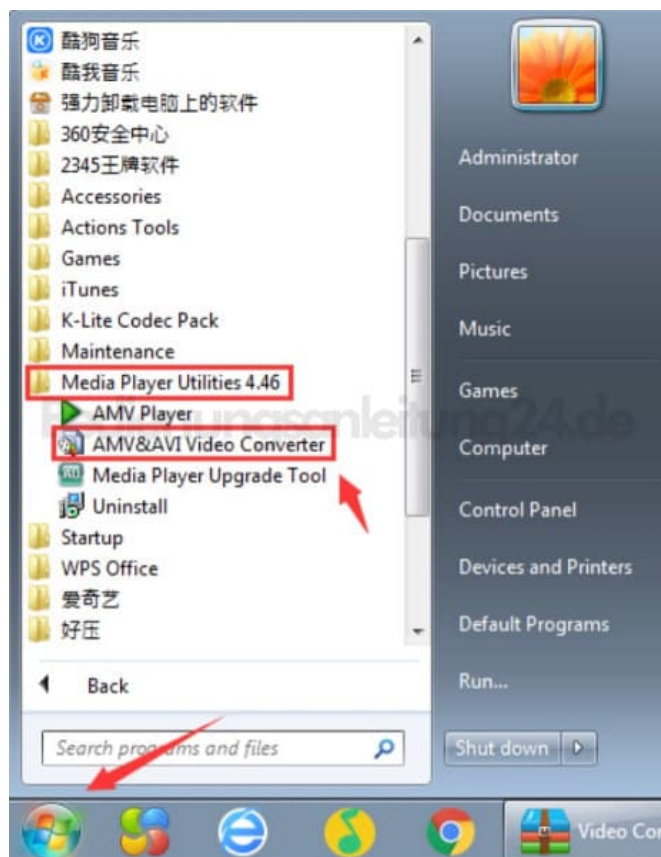 酷狗音乐
酷我音乐
强力卸载电脑上的软件
360安全中心
2345王牌软件
Accessories
Actions Tools
Games
iTunes
K-Lite Codec Pack
Maintenance
Media Player Utilities 4.46
AMV Player
AMV&AVI Video Converter
Media Player Upgrade Tool
Uninstall
Startup
WPS Office
爱奇艺
好压
Back
Search programs and files
Administrator
Documents
Pictures
Music
Games
Computer
Control Panel
Devices and Printers
Default Programs
Run...
Shut down
Video Co
Bedienungsanleitung24.de